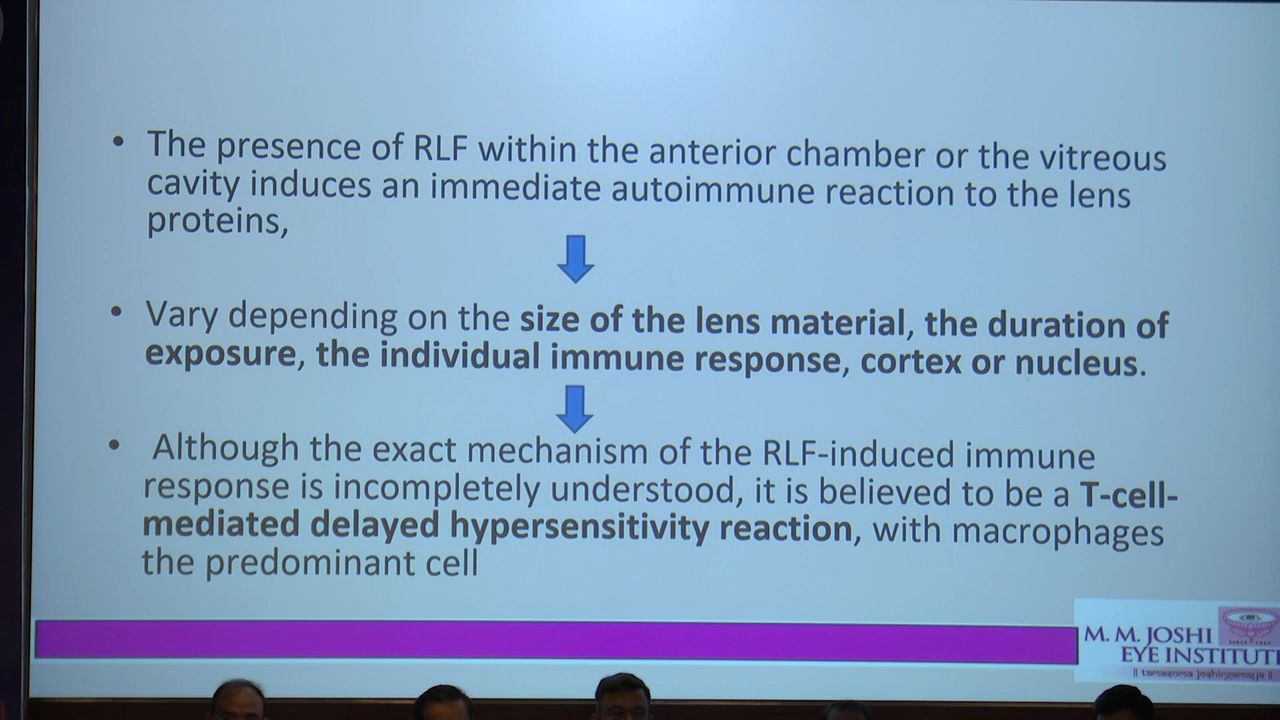 • The presence of RLF within the anterior chamber or the vitreous
cavity induces an immediate autoimmune reaction to the lens
proteins,
• Vary depending on the size of the lens material, the duration of
exposure, the individual immune response, cortex or nucleus.
• Although the exact mechanism of the RLF-induced immune
response is incompletely understood, it is believed to be a T-cell-
mediated delayed hypersensitivity reaction, with macrophages
the predominant cell
M. M. JOSHI
EYE INSTITUT